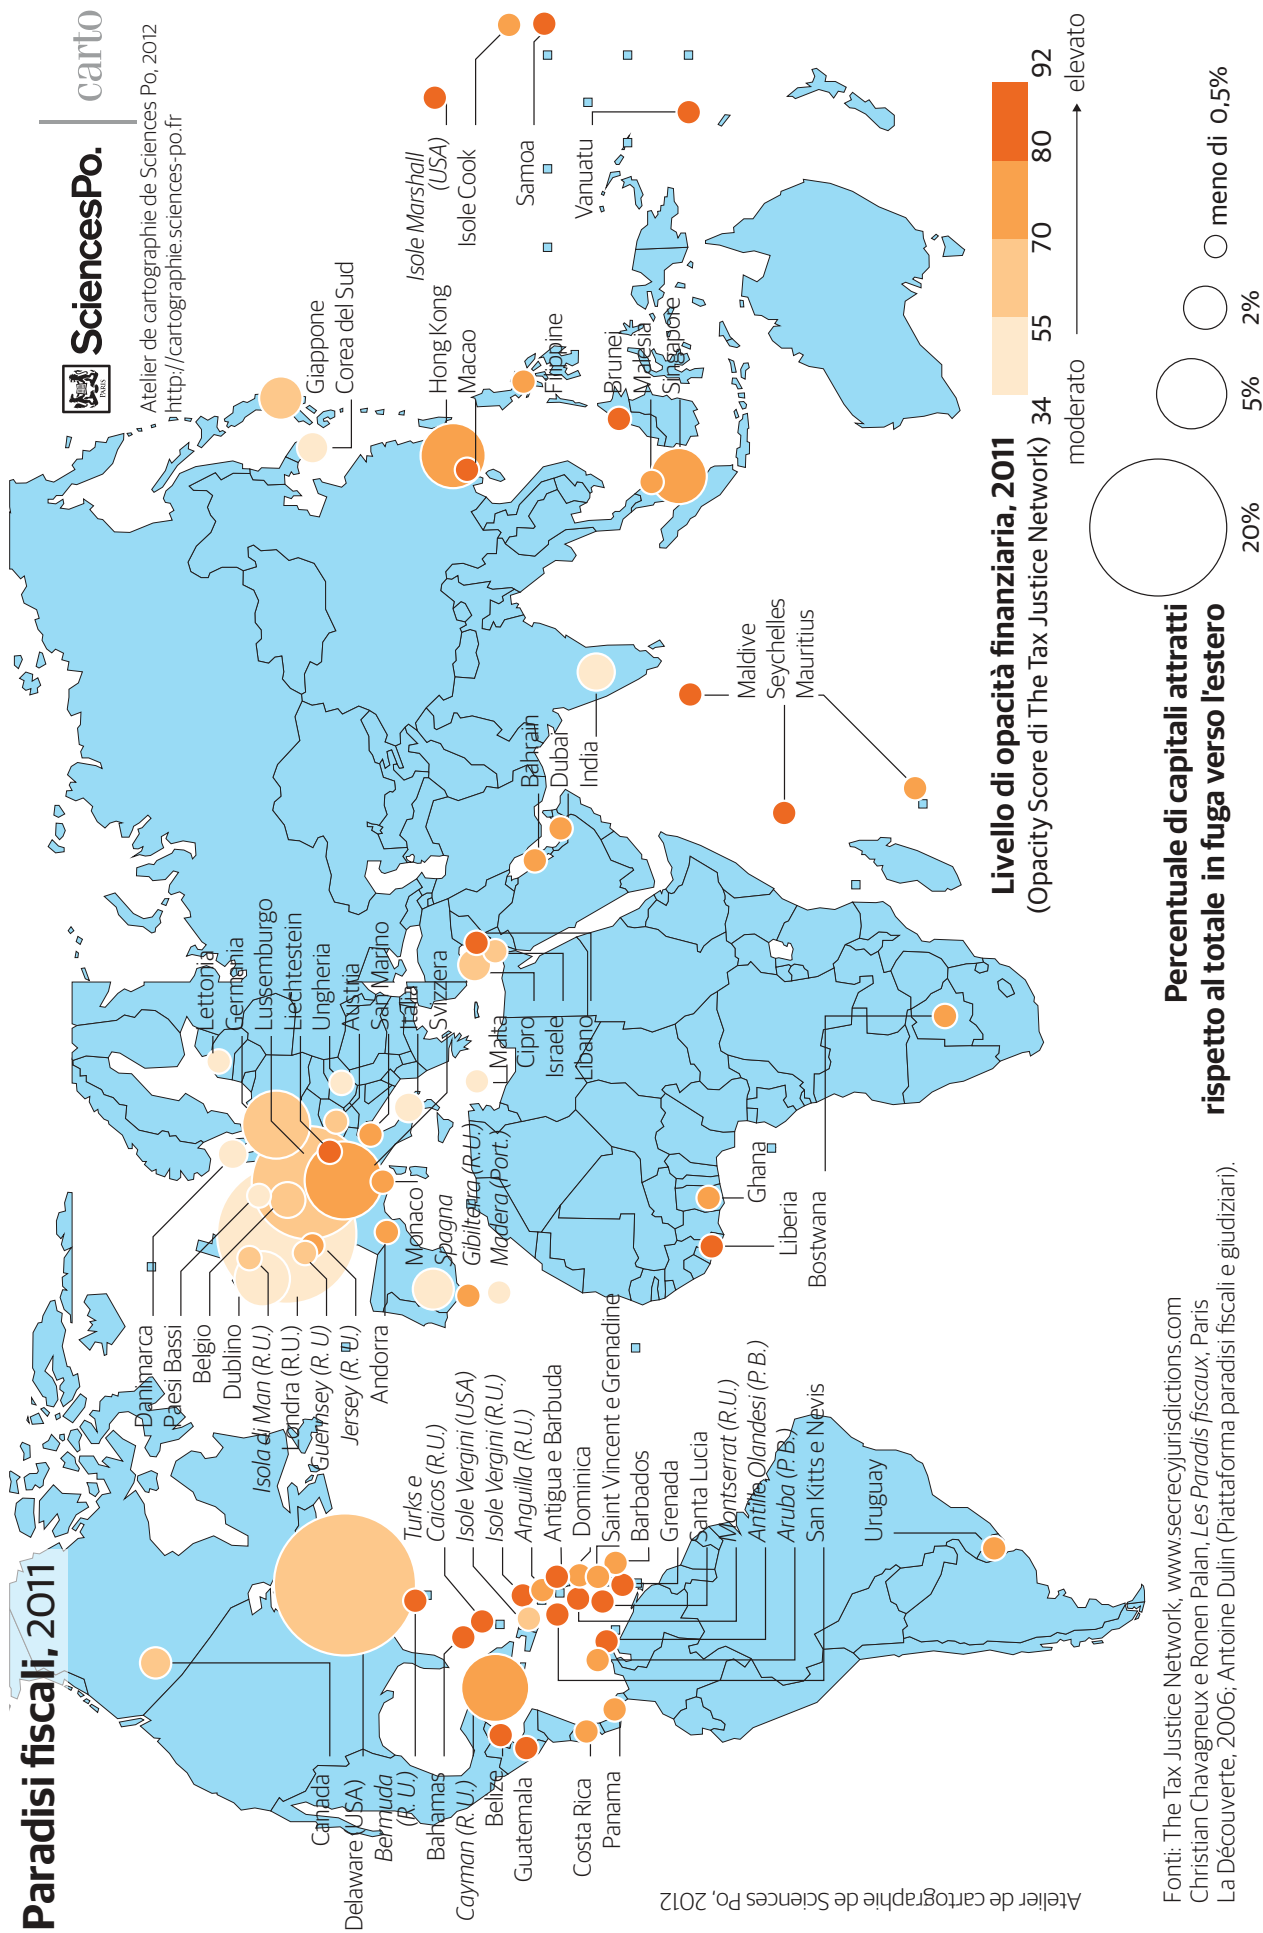 Paradisi fiscali, 2011
SciencesPo.
PARIS
carto
Atelier de cartographie de Sciences Po, 2012
http://cartographie.sciences-po.fr
Canada
Delaware (USA)
Bermuda
(R. U.)
Bahamas
Cayman (R. U.)
Belize
Guatemala
Costa Rica
Panama
Turks e
Caicos (R.U.)
Isole Vergini (USA)
Isole Vergini (R.U.)
Anguilla (R.U.)
Antigua e Barbuda
Dominica
Saint Vincent e Grenadine
Barbados
Grenada
Santa Lucia
Montserrat (R.U.)
Antille Olandesi (P. B.)
Aruba (P.B.)
San Kitts e Nevis
Uruguay
Danimarca
Paesi Bassi
Belgio
Dublino
Isola di Man (R.U.)
Londra (R.U.)
Guernsey (R. U)
Jersey (R. U.)
Andorra
Monaco
Spagna
Gibilterra (R.U.)
Madera (Port.)
Lettonia
Germania
Lussemburgo
Liechtestein
Ungheria
Austria
San Marino
Italia
Svizzera
Malta
Cipro
Israele
Libano
Ghana
Liberia
Bostwana
Bahrain
Dubai
India
Maldive
Seychelles
Mauritius
Giappone
Corea del Sud
Hong Kong
Macao
Filippine
Brunei
Malesia
Singapore
Isole Marshall
(USA)
Isole Cook
Samoa
Vanuatu
Livello di opacità finanziaria, 2011
(Opacity Score di The Tax Justice Network)
34 55 70 80 92
moderato elevato
Percentuale di capitali attratti
rispetto al totale in fuga verso l'estero
20% 5% 2% meno di 0,5%
Atelier de cartographie de Sciences Po, 2012
Fonti: The Tax Justice Network, www.secrecyjurisdictions.com
Christian Chavagneux e Ronen Palan, Les Paradis fiscaux, Paris
La Découverte, 2006; Antoine Dulin (Piattaforma paradisi fiscali e giudiziari).